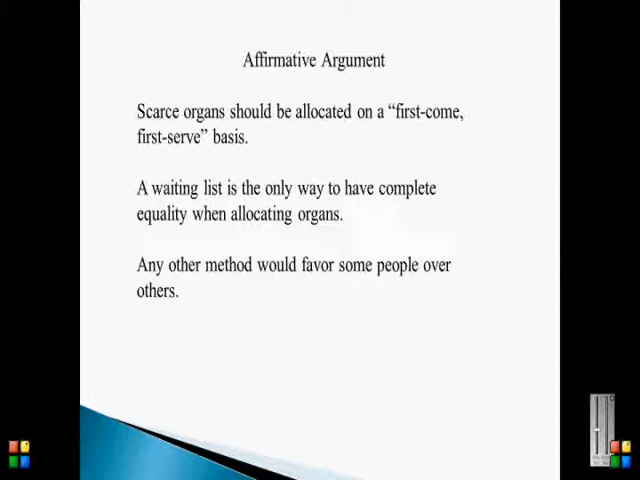 Affirmative Argument
Scarce organs should be allocated on a “first-come,
first-serve” basis.
A waiting list is the only way to have complete
equality when allocating organs.
Any other method would favor some people over
others.